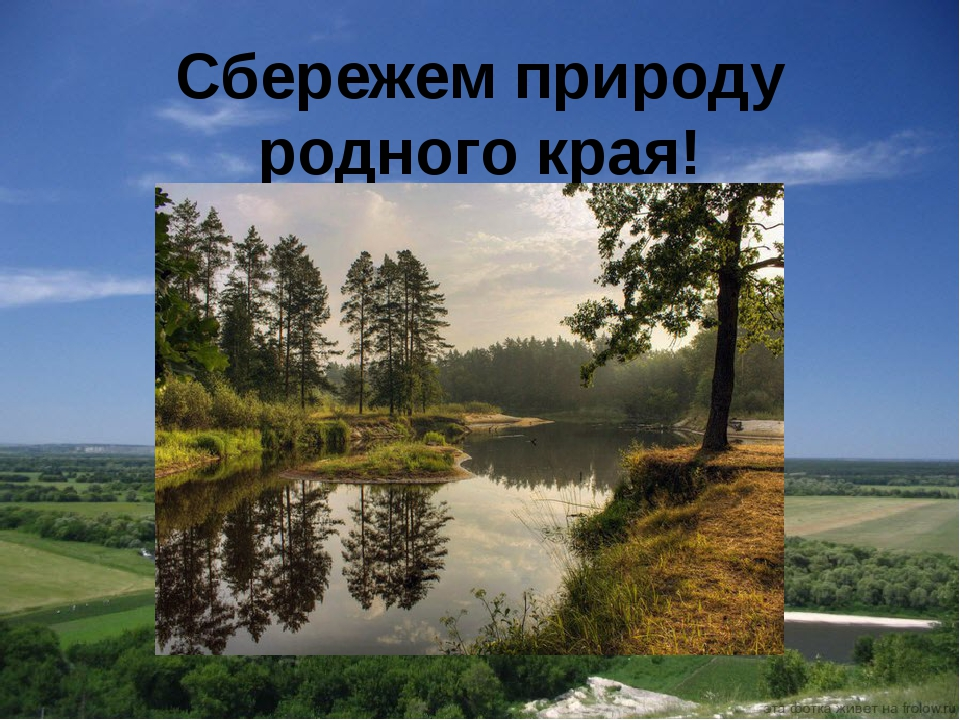 Сбережем природу
родного края!
эта фотка живет на frolow.ru